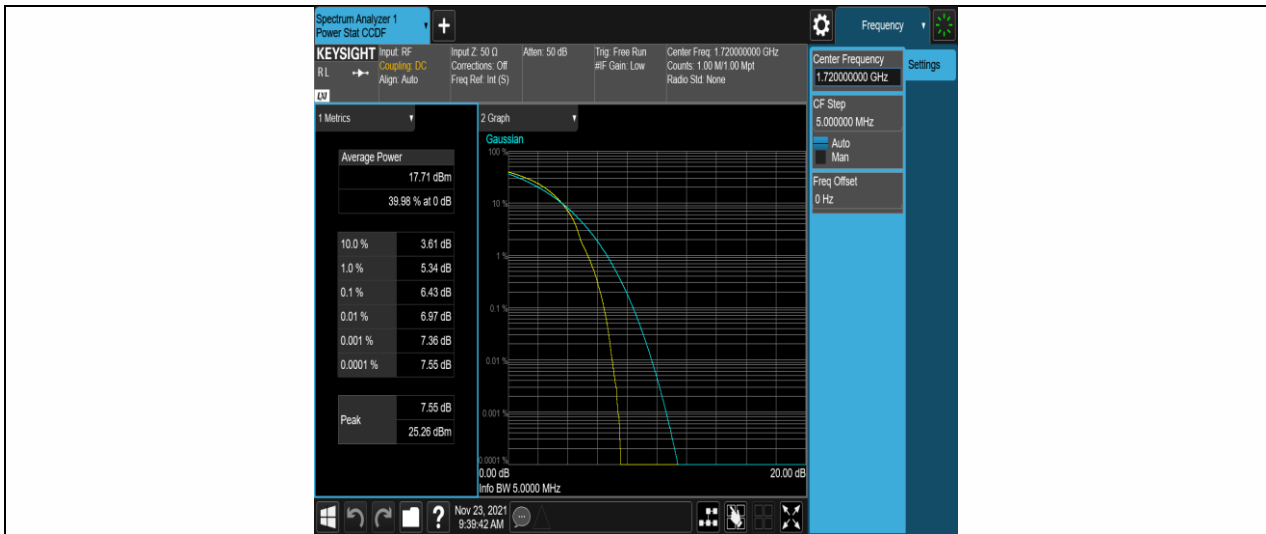 Spectrum Analyzer 1
Power Stat CCDF
+
Frequency
KEYSIGHT
RL
LXI
Input: RF
Coupling: DC
Align: Auto
Input Z: 50 Ω
Corrections: Off
Freq Ref: Int (S)
Atten: 50 dB
Trig: Free Run
#IF Gain: Low
Center Freq: 1.720000000 GHz
Counts: 1.00 M/1.00 Mpt
Radio Std: None
Center Frequency
1.720000000 GHz
Settings
CF Step
5.000000 MHz
Auto
Man
Freq Offset
0 Hz
1 Metrics
Average Power
17.71 dBm
39.98 % at 0 dB
10.0 % 3.61 dB
1.0 % 5.34 dB
0.1 % 6.43 dB
0.01 % 6.97 dB
0.001 % 7.36 dB
0.0001 % 7.55 dB
Peak
7.55 dB
25.26 dBm
2 Graph
Gaussian
100 %
10 %
1 %
0.1 %
0.01 %
0.001 %
0.0001 %
0.00 dB 20.00 dB
Info BW 5.0000 MHz
?
Nov 23, 2021
9:39:42 AM